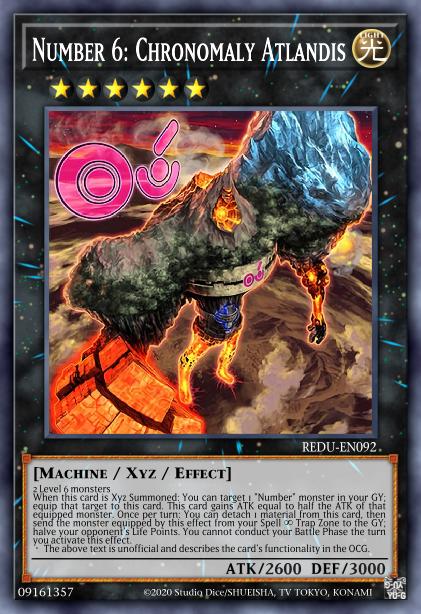 NUMBER 6: CHRONOMALY ATLANDIS
LIGHT
光
REDU-EN092
[MACHINE / XYZ / EFFECT]
2 Level 6 monsters
When this card is Xyz Summoned: You can target 1 "Number" monster in your GY;
equip that target to this card. This card gains ATK equal to half the ATK of that
equipped monster. Once per turn: You can detach 1 material from this card, then
send the monster equipped by this effect from your Spell ∞ Trap Zone to the GY;
halve your opponent's Life Points. You cannot conduct your Battle Phase the turn
you activate this effect.
· The above text is unofficial and describes the card's functionality in the OCG.
ATK/2600 DEF/3000
09161357
©2020 Studio Dice/SHUEISHA, TV TOKYO, KONAMI